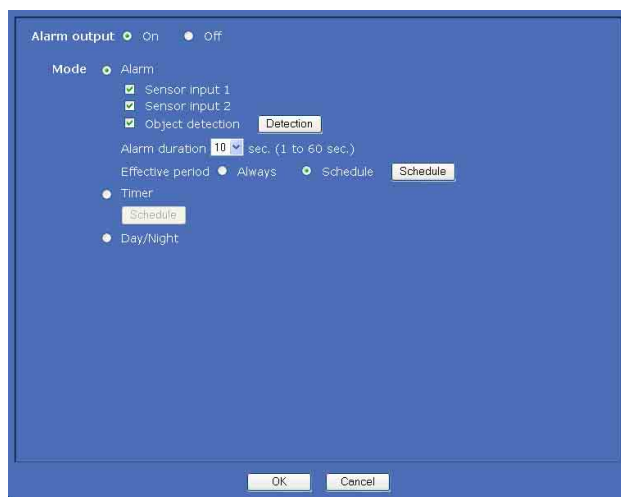 Alarm output On Off
Mode Alarm
Sensor input 1
Sensor input 2
Object detection Detection
Alarm duration 10 sec. (1 to 60 sec.)
Effective period Always Schedule Schedule
Timer
Schedule
Day/Night
OK Cancel